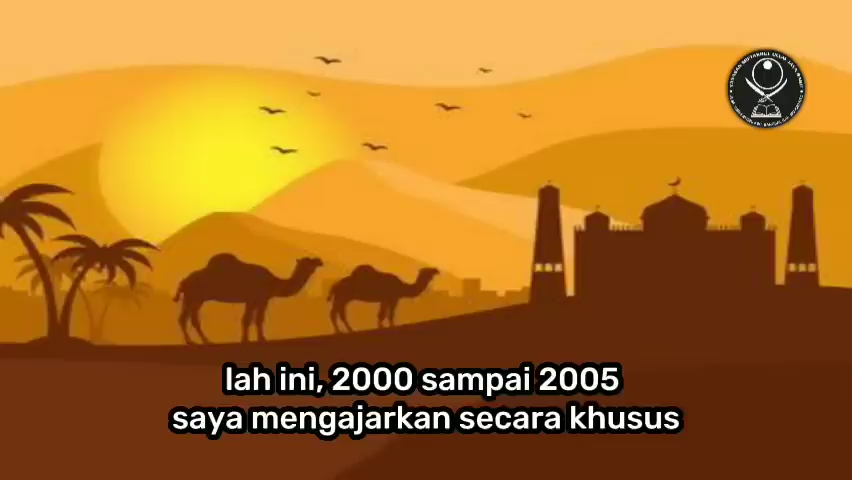 lah ini, 2000 sampai 2005
saya mengajarkan secara khusus